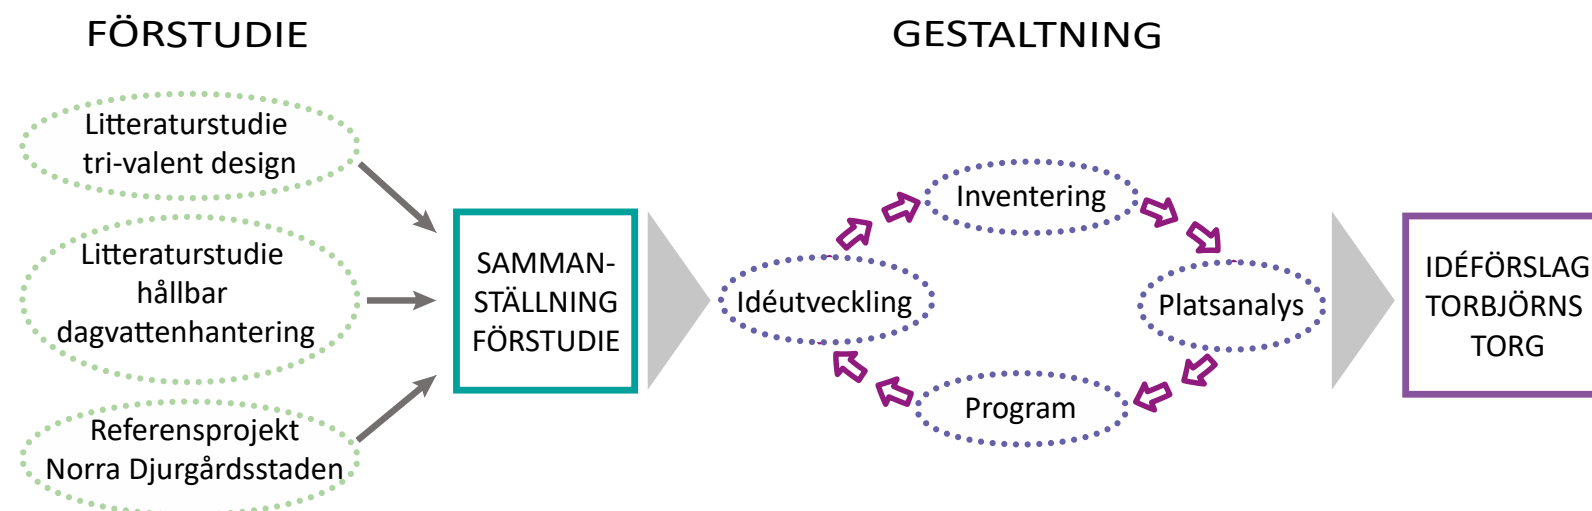 FÖRSTUDIE
GESTALTNING
Litteraturstudie
tri-valent design
Litteraturstudie
hållbar
dagvattenhantering
Referensprojekt
Norra Djurgårdsstaden
SAMMAN-
STÄLLNING
FÖRSTUDIE
Inventering
Idéutveckling
Platsanalys
Program
IDÉFÖRSLAG
TORBJÖRNS
TORG